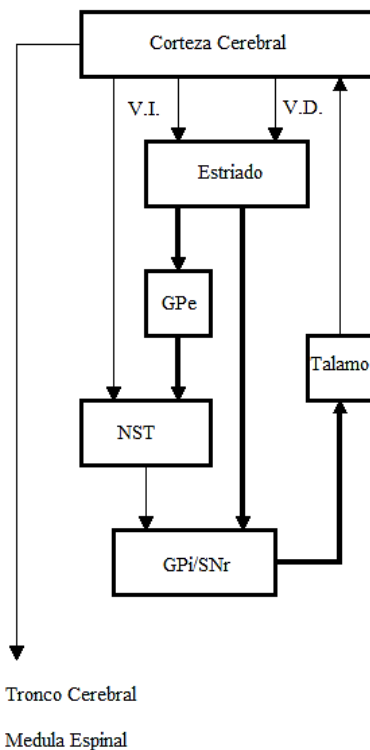 Corteza Cerebral
V.I.
V.D.
Estriado
GPe
Talamo
NST
GPi/SNr
Tronco Cerebral
Medula Espinal